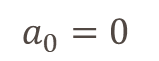 a₀ = 0